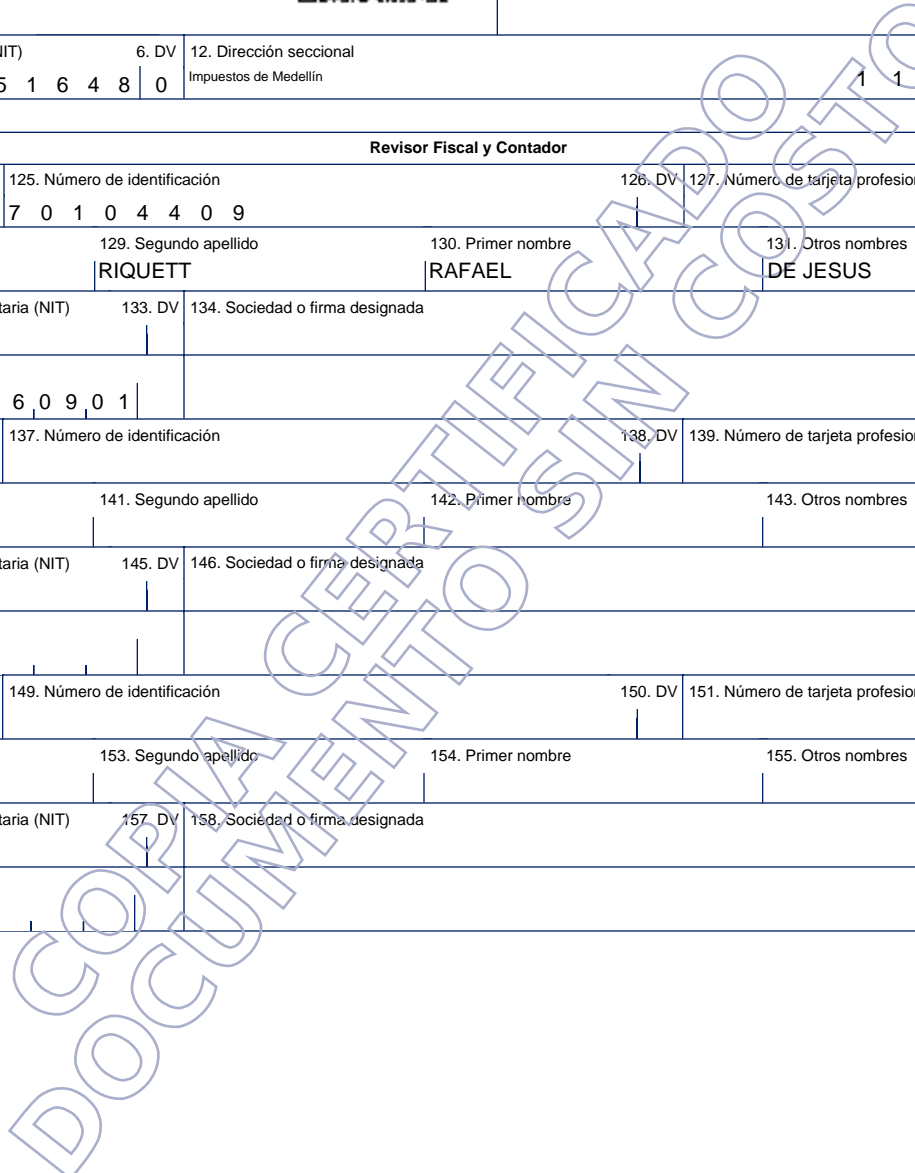 IT) 6. DV 12. Dirección seccional
5 1 6 4 8 0 Impuestos de Medellín 1 1
Revisor Fiscal y Contador
125. Número de identificación 126. DV 127. Número de tarjeta profesion
7 0 1 0 4 4 0 9
129. Segundo apellido 130. Primer nombre 131. Otros nombres
RIQUETT RAFAEL DE JESUS
taria (NIT) 133. DV 134. Sociedad o firma designada
6 0 9 0 1
137. Número de identificación 138. DV 139. Número de tarjeta profesion
141. Segundo apellido 142. Primer nombre 143. Otros nombres
taria (NIT) 145. DV 146. Sociedad o firma designada
149. Número de identificación 150. DV 151. Número de tarjeta profesion
153. Segundo apellido 154. Primer nombre 155. Otros nombres
taria (NIT) 157. DV 158. Sociedad o firma designada
COPIA CERTIFICADO
DOCUMENTO SIN COSTO